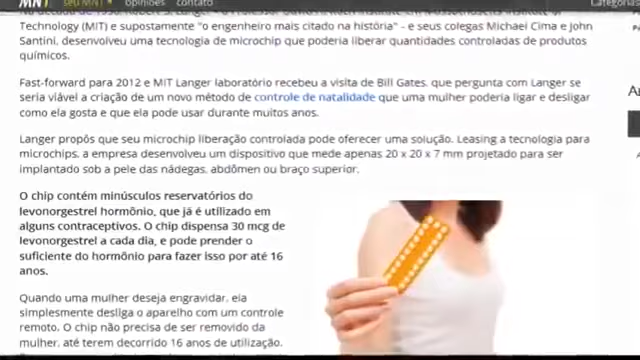 MNT seu MNT opiniões contato Categorias
Technology (MIT) e supostamente "o engenheiro mais citado na história" - e seus colegas Michael Cima e John
Santini, desenvolveu uma tecnologia de microchip que poderia liberar quantidades controladas de produtos
químicos.
Fast-forward para 2012 e MIT Langer laboratório recebeu a visita de Bill Gates, que pergunta com Langer se
seria viável a criação de um novo método de controle de natalidade que uma mulher poderia ligar e desligar
como ela gosta e que ela pode usar durante muitos anos.
Langer propôs que seu microchip liberação controlada pode oferecer uma solução. Leasing a tecnologia para
microchips, a empresa desenvolveu um dispositivo que mede apenas 20 x 20 x 7 mm projetado para ser
implantado sob a pele das nádegas, abdômen ou braço superior.
O chip contém minúsculos reservatórios do
levonorgestrel hormônio, que já é utilizado em
alguns contraceptivos. O chip dispensa 30 mcg de
levonorgestrel a cada dia, e pode prender o
suficiente do hormônio para fazer isso por até 16
anos.
Quando uma mulher deseja engravidar, ela
simplesmente desliga o aparelho com um controle
remoto. O chip não precisa de ser removido da
mulher, até terem decorrido 16 anos de utilização.